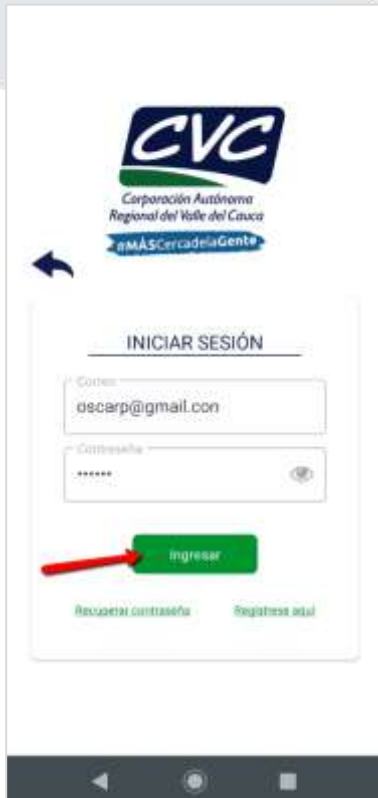 CVC
Corporación Autónoma
Regional del Valle del Cauca
#MÁSCercadelaGente
INICIAR SESIÓN
Correo
oscarp@gmail.con
Contraseña
••••••
Ingresar
Recuperar contraseña
Regístrese aquí